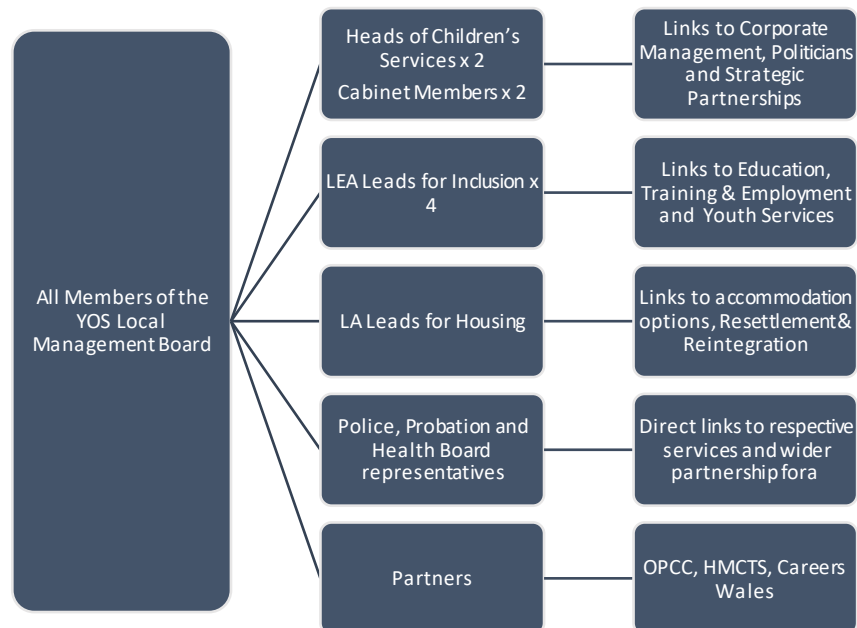 All Members of the
YOS Local
Management Board
Heads of Children's
Services x 2
Cabinet Members x 2
Links to Corporate
Management, Politicians
and Strategic
Partnerships
LEA Leads for Inclusion x
4
Links to Education,
Training & Employment
and Youth Services
LA Leads for Housing
Links to accommodation
options, Resettlement &
Reintegration
Police, Probation and
Health Board
representatives
Direct links to respective
services and wider
partnership fora
Partners
OPCC, HMCTS, Careers
Wales